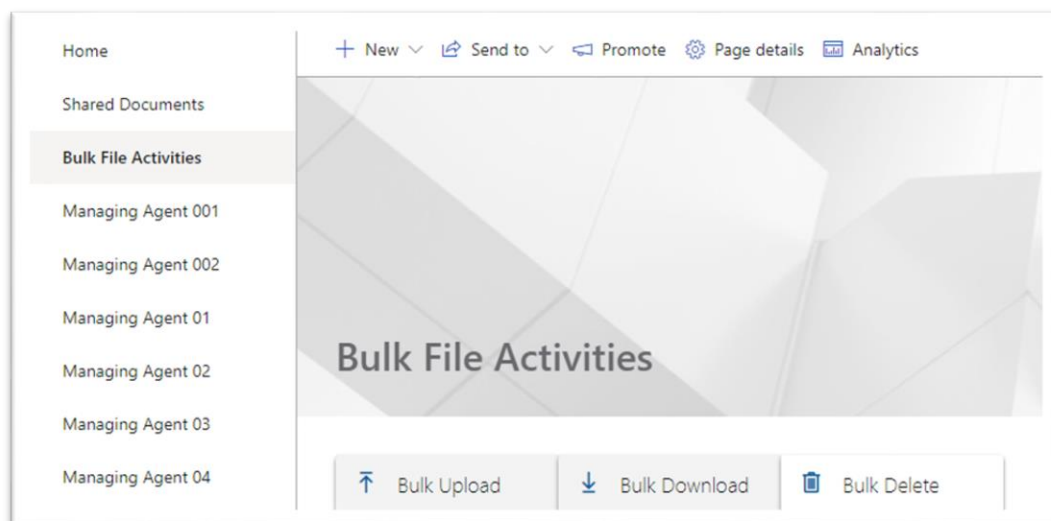 Home
Shared Documents
Bulk File Activities
Managing Agent 001
Managing Agent 002
Managing Agent 01
Managing Agent 02
Managing Agent 03
Managing Agent 04
New Send to Promote Page details Analytics
Bulk File Activities
Bulk Upload Bulk Download Bulk Delete